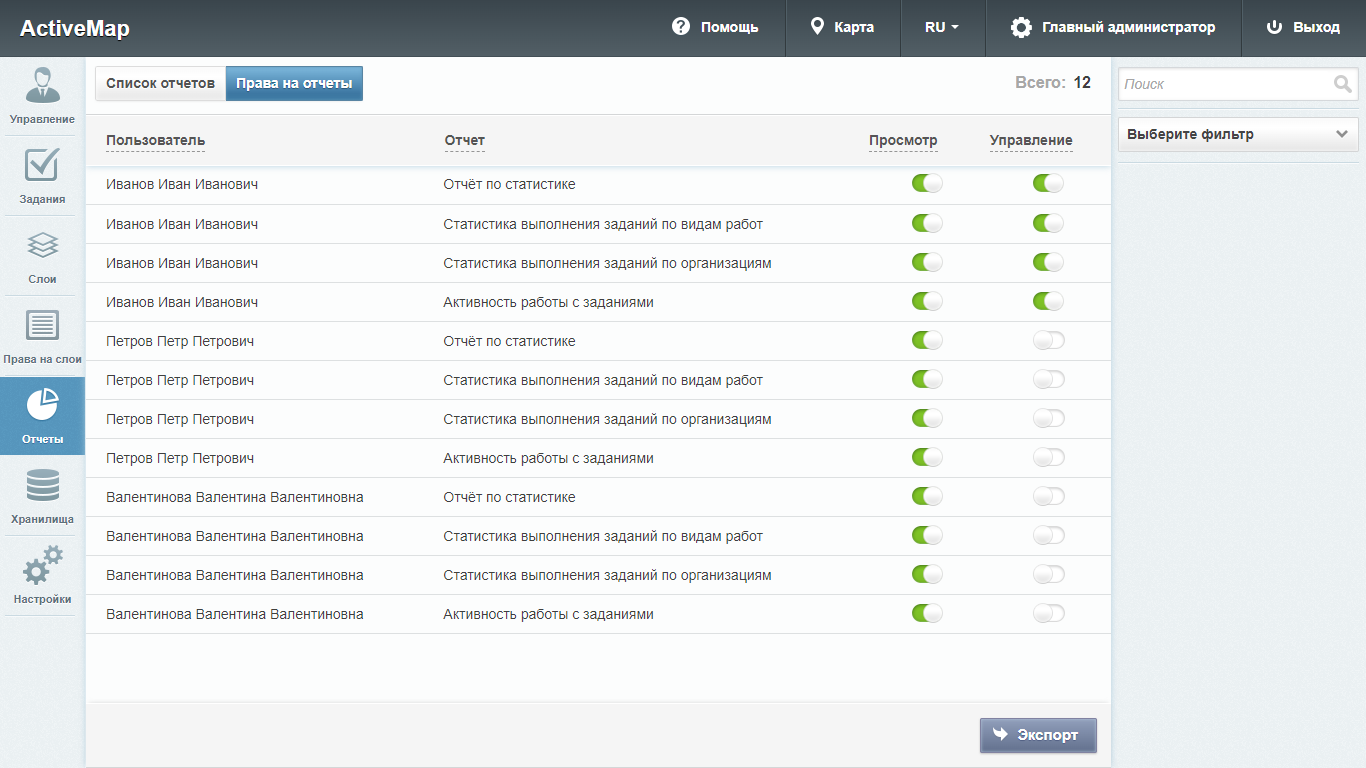 ActiveMap
Помощь
Карта
RU
Главный администратор
Выход
Управление
Задания
Слои
Права на слои
Отчеты
Хранилища
Настройки
Список отчетов
Права на отчеты
Всего: 12
Пользователь Отчет Просмотр Управление
Иванов Иван Иванович Отчёт по статистике
Иванов Иван Иванович Статистика выполнения заданий по видам работ
Иванов Иван Иванович Статистика выполнения заданий по организациям
Иванов Иван Иванович Активность работы с заданиями
Петров Петр Петрович Отчёт по статистике
Петров Петр Петрович Статистика выполнения заданий по видам работ
Петров Петр Петрович Статистика выполнения заданий по организациям
Петров Петр Петрович Активность работы с заданиями
Валентинова Валентина Валентиновна Отчёт по статистике
Валентинова Валентина Валентиновна Статистика выполнения заданий по видам работ
Валентинова Валентина Валентиновна Статистика выполнения заданий по организациям
Валентинова Валентина Валентиновна Активность работы с заданиями
Экспорт
Поиск
Выберите фильтр